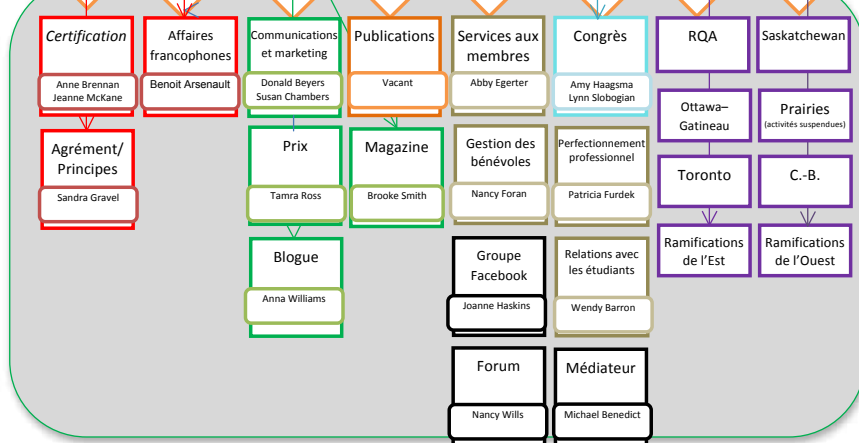 Certification
Anne Brennan
Jeanne McKane
Affaires
francophones
Benoit Arsenault
Communications
et marketing
Donald Beyers
Susan Chambers
Publications
Vacant
Services aux
membres
Abby Egerter
Congrès
Amy Haagsma
Lynn Slobogian
RQA
Saskatchewan
Agrément/
Principes
Sandra Gravel
Prix
Tamra Ross
Magazine
Brooke Smith
Gestion des
bénévoles
Nancy Foran
Perfectionnement
professionnel
Patricia Furdek
Ottawa–
Gatineau
Prairies
(activités suspendues)
Toronto
C.-B.
Blogue
Anna Williams
Groupe
Facebook
Joanne Haskins
Relations avec
les étudiants
Wendy Barron
Ramifications
de l’Est
Ramifications
de l’Ouest
Forum
Nancy Wills
Médiateur
Michael Benedict